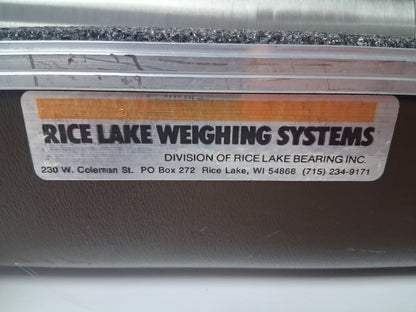 RICE LAKE WEIGHING SYSTEMS
DIVISION OF RICE LAKE BEARING INC.
230 W. Coleman St. PO Box 272 Rice Lake, WI 54868 (715) 234-9171